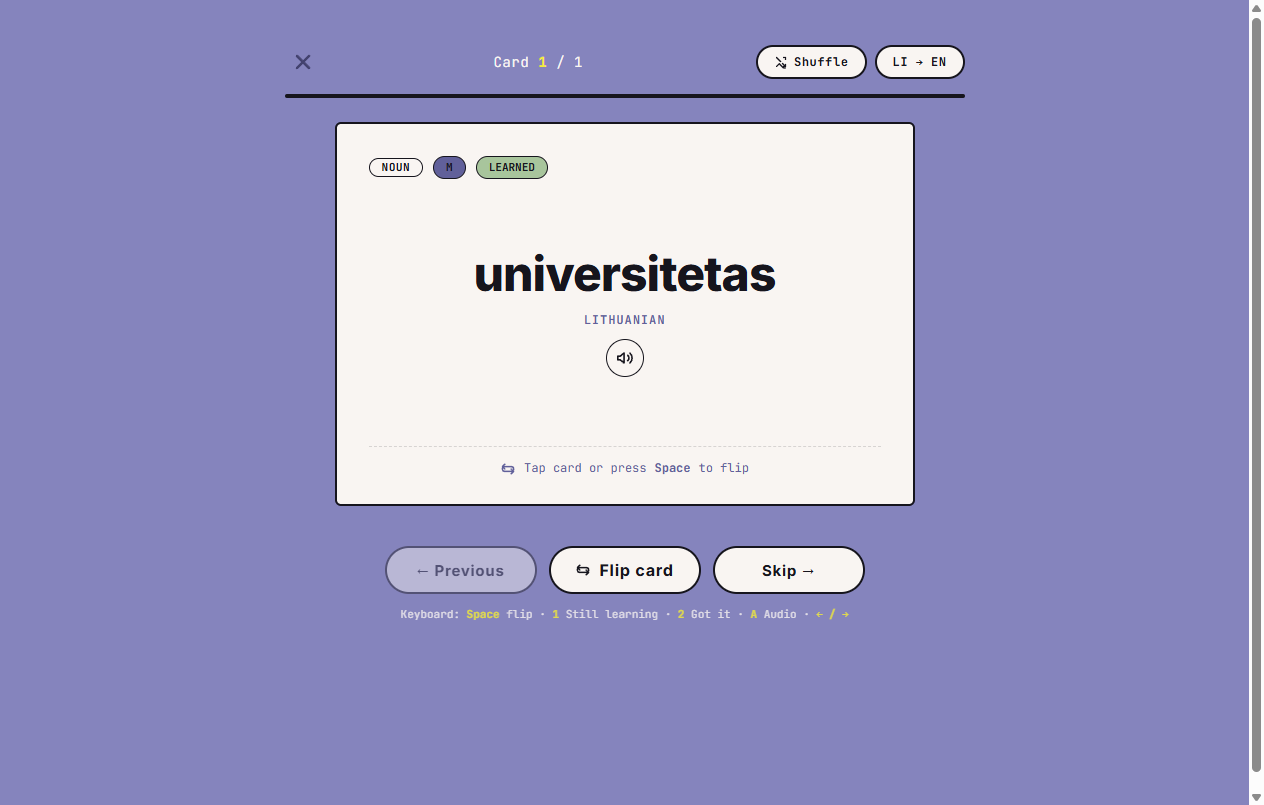 Card 1 / 1
Shuffle
LI → EN
NOUN
M
LEARNED
universitetas
LITHUANIAN
Tap card or press Space to flip
← Previous
Flip card
Skip →
Keyboard: Space flip · 1 Still learning · 2 Got it · A Audio · ← / →